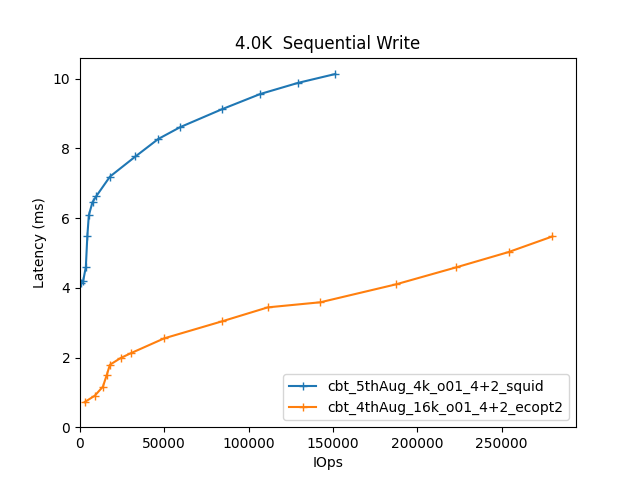 4.0K  Sequential Write
Latency (ms)
10
8
6
4
2
0
0 50000 100000 150000 200000 250000
IOps
cbt_5thAug_4k_o01_4+2_squid
cbt_4thAug_16k_o01_4+2_ecopt2